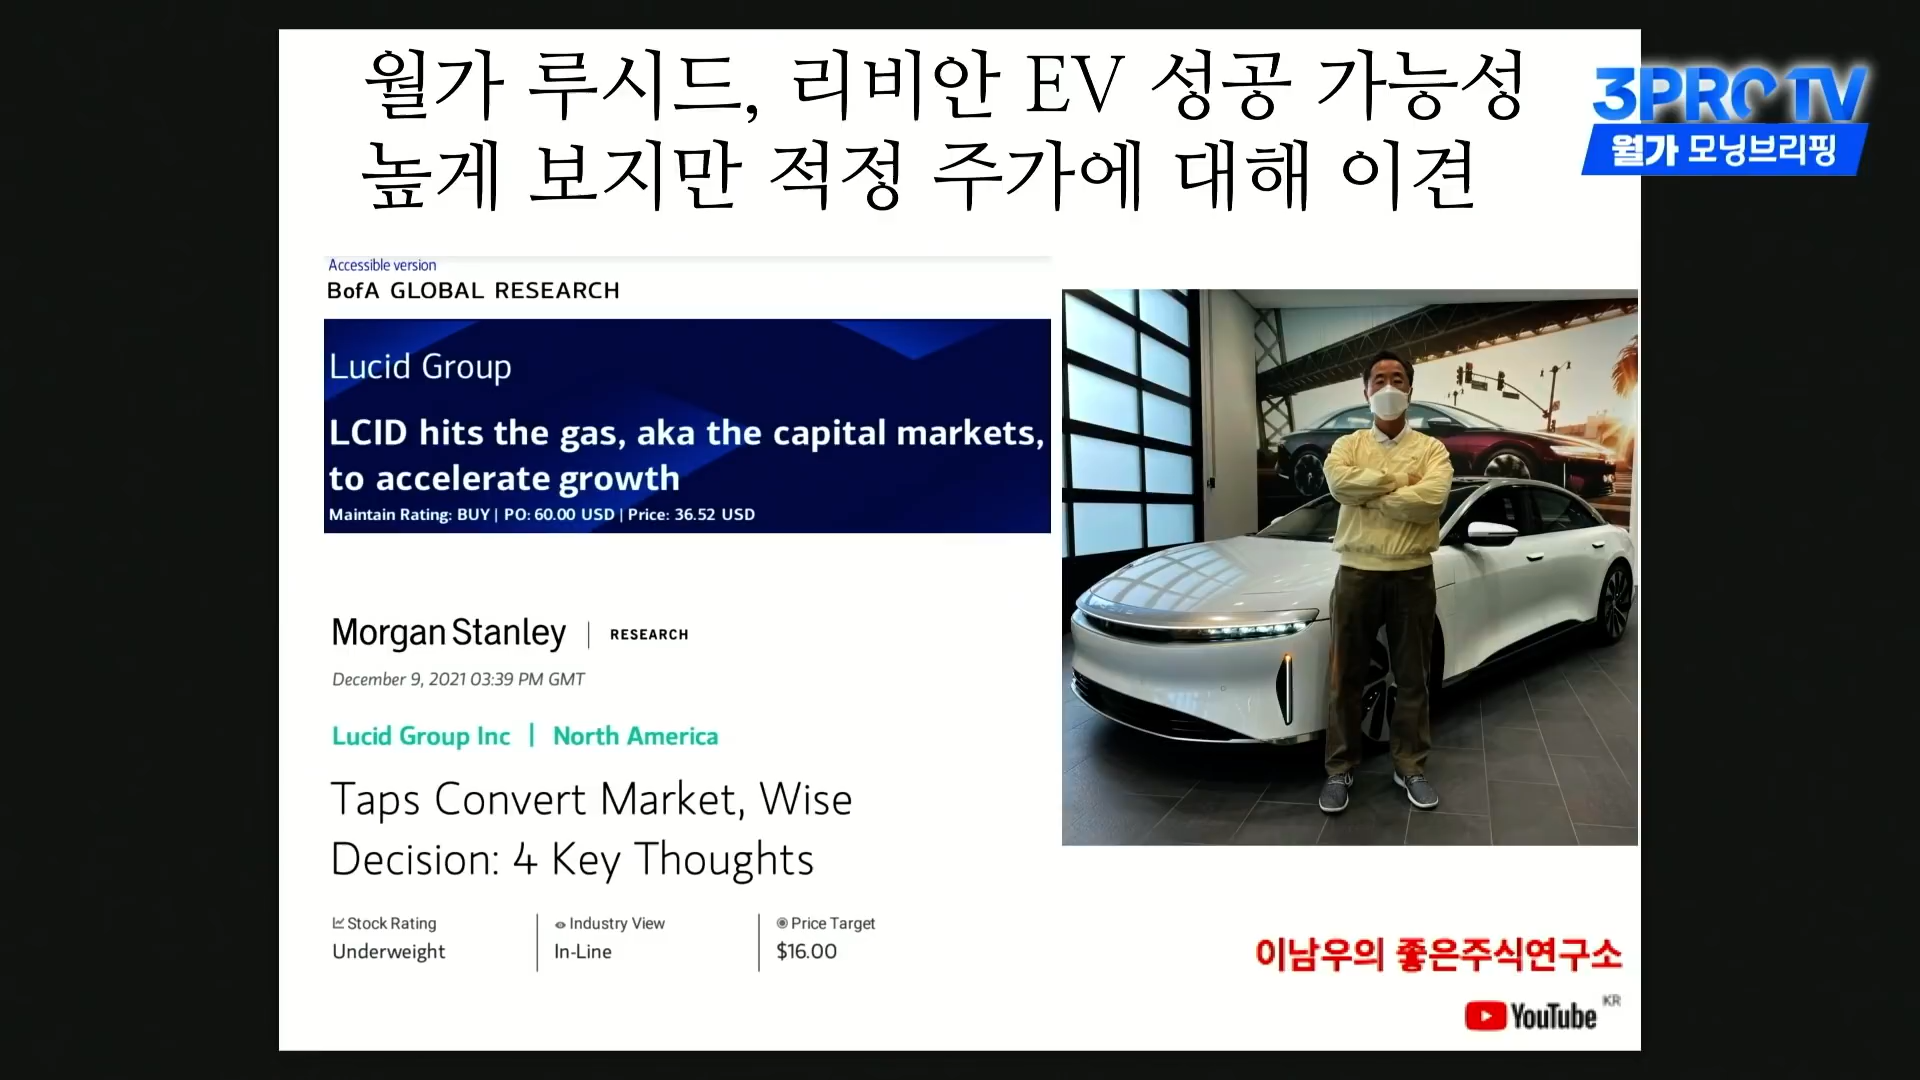 월가 루시드, 리비안 EV 성공 가능성
높게 보지만 적정 주가에 대해 이견
3PRO TV
월가 모닝브리핑
Accessible version
BofA GLOBAL RESEARCH
Lucid Group
LCID hits the gas, aka the capital markets,
to accelerate growth
Maintain Rating: BUY | PO: 60.00 USD | Price: 36.52 USD
Morgan Stanley | RESEARCH
December 9, 2021 03:39 PM GMT
Lucid Group Inc | North America
Taps Convert Market, Wise
Decision: 4 Key Thoughts
Stock Rating
Underweight
Industry View
In-Line
Price Target
$16.00
이남우의 좋은주식연구소
YouTube KR